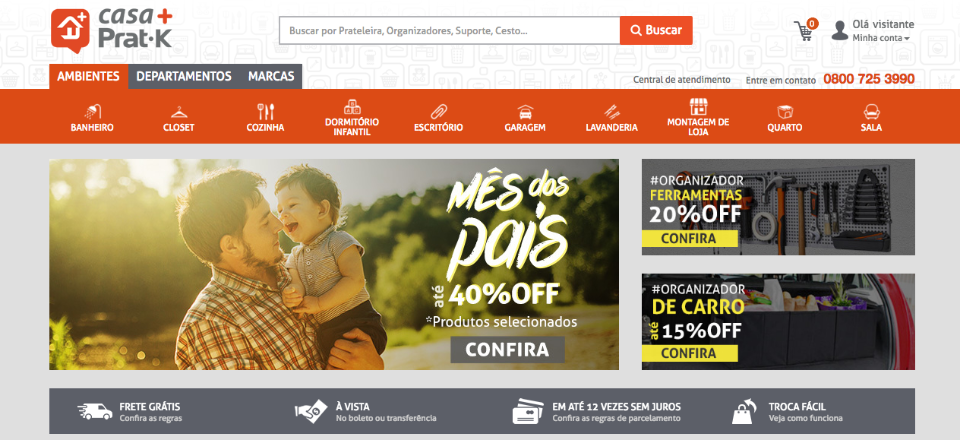 casa +
Prat-K
Buscar por Prateleira, Organizadores, Suporte, Cesto...
Buscar
0
Olá visitante
Minha conta
AMBIENTES
DEPARTAMENTOS
MARCAS
Central de atendimento
Entre em contato
0800 725 3990
BANHEIRO
CLOSET
COZINHA
DORMITÓRIO
INFANTIL
ESCRITÓRIO
GARAGEM
LAVANDERIA
MONTAGEM DE
LOJA
QUARTO
SALA
MÊS dos
pais
até
40%OFF
*Produtos selecionados
CONFIRA
#ORGANIZADOR
FERRAMENTAS
20%OFF
CONFIRA
#ORGANIZADOR
DE CARRO
até
15%OFF
CONFIRA
FRETE GRÁTIS
Confira as regras
À VISTA
No boleto ou transferência
EM ATÉ 12 VEZES SEM JUROS
Confira as regras de parcelamento
TROCA FÁCIL
Veja como funciona